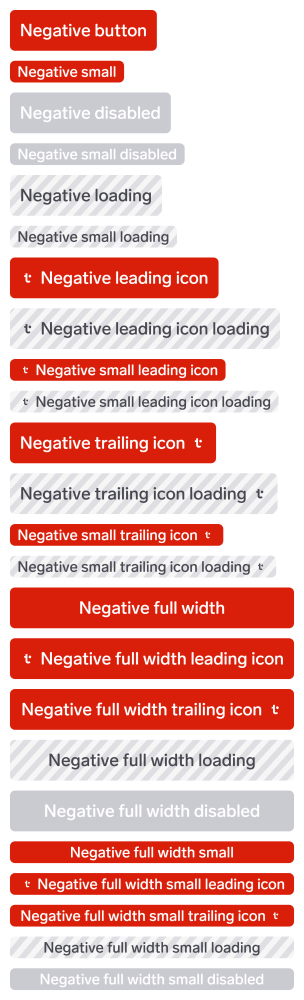 Negative button
Negative small
Negative disabled
Negative small disabled
Negative loading
Negative small loading
Negative leading icon
Negative leading icon loading
Negative small leading icon
Negative small leading icon loading
Negative trailing icon
Negative trailing icon loading
Negative small trailing icon
Negative small trailing icon loading
Negative full width
Negative full width leading icon
Negative full width trailing icon
Negative full width loading
Negative full width disabled
Negative full width small
Negative full width small leading icon
Negative full width small trailing icon
Negative full width small loading
Negative full width small disabled